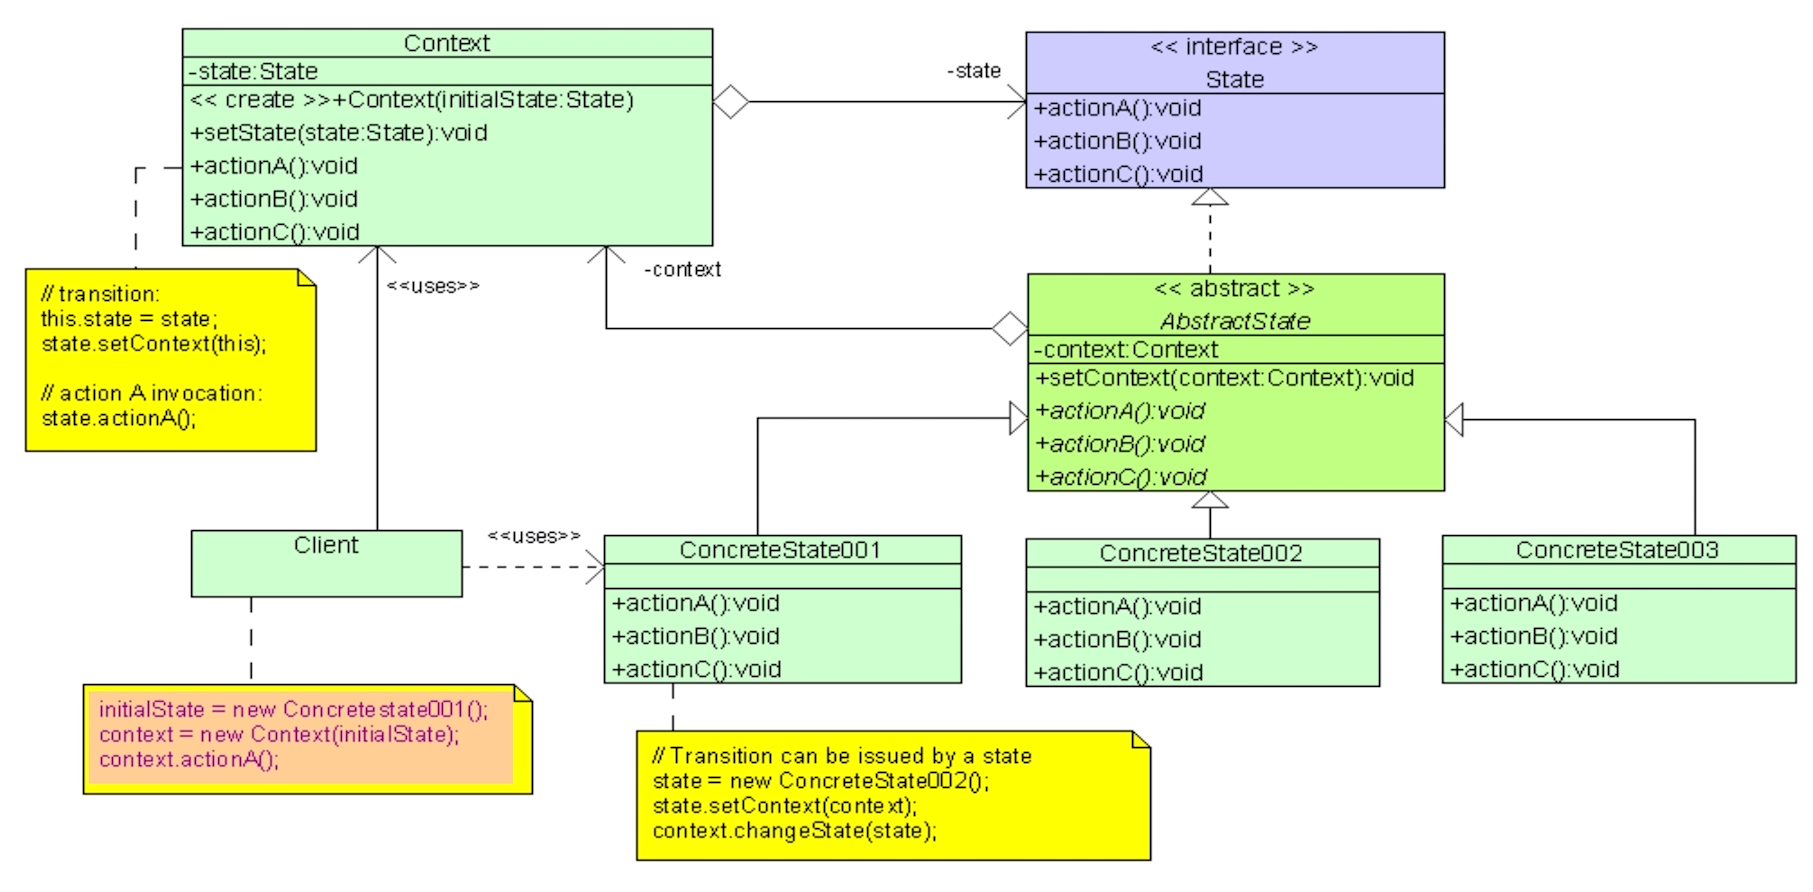 Context
-state:State
<< create >>+Context(initialState:State)
+setState(state:State):void
+actionA():void
+actionB():void
+actionC():void
-state
<< interface >>
State
+actionA():void
+actionB():void
+actionC():void
// transition:
this.state = state;
state.setContext(this);
// action A invocation:
state.actionA();
<<uses>>
-context
<< abstract >>
AbstractState
-context:Context
+setContext(context:Context):void
+actionA():void
+actionB():void
+actionC():void
Client
<<uses>>
ConcreteState001
+actionA():void
+actionB():void
+actionC():void
ConcreteState002
+actionA():void
+actionB():void
+actionC():void
ConcreteState003
+actionA():void
+actionB():void
+actionC():void
initialState = new Concretestate001();
context = new Context(initialState);
context.actionA();
// Transition can be issued by a state
state = new ConcreteState002();
state.setContext(context);
context.changeState(state);